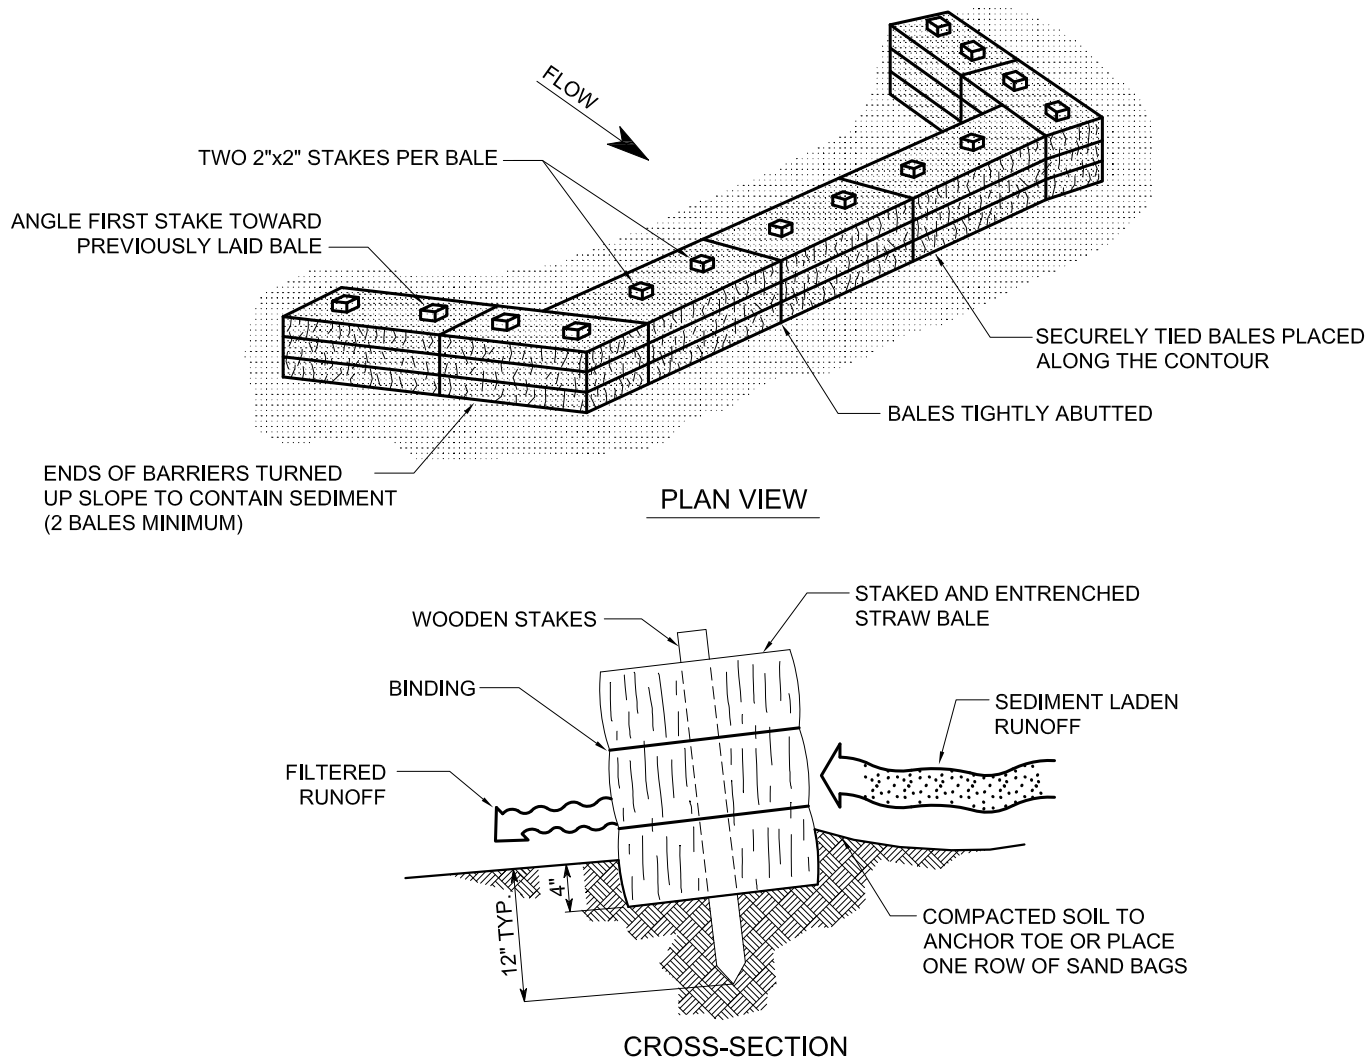 FLOW
TWO 2"x2" STAKES PER BALE
ANGLE FIRST STAKE TOWARD
PREVIOUSLY LAID BALE
SECURELY TIED BALES PLACED
ALONG THE CONTOUR
BALES TIGHTLY ABUTTED
ENDS OF BARRIERS TURNED
UP SLOPE TO CONTAIN SEDIMENT
(2 BALES MINIMUM)
PLAN VIEW
STAKED AND ENTRENCHED
STRAW BALE
WOODEN STAKES
BINDING
SEDIMENT LADEN
RUNOFF
FILTERED
RUNOFF
4"
12" TYP.
COMPACTED SOIL TO
ANCHOR TOE OR PLACE
ONE ROW OF SAND BAGS
CROSS-SECTION